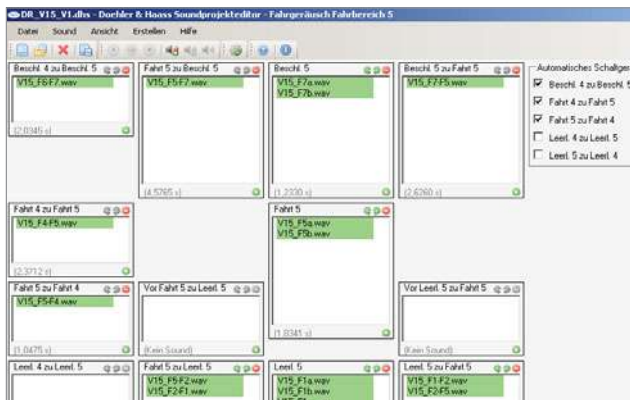 DR_V15_V1.dhs - Doehler & Haass Soundprojekteditor - Fahrgeräusch Fahrbereich 5
Datei Sound Ansicht Erstellen Hilfe
Beschl. 4 zu Beschl. 5
V15_F6-F7.wav
(2,0345 s)
Fahrt 5 zu Beschl. 5
V15_F5-F7.wav
(4,5765 s)
Beschl. 5
V15_F7a.wav
V15_F7b.wav
(1,2330 s)
Beschl. 5 zu Fahrt 5
V15_F7-F5.wav
(2,6260 s)
Automatisches Schaltger
Beschl. 4 zu Beschl. 5
Fahrt 4 zu Fahrt 5
Fahrt 5 zu Fahrt 4
Leerl. 4 zu Leerl. 5
Leerl. 5 zu Leerl. 4
Fahrt 4 zu Fahrt 5
V15_F4-F5.wav
(2,3712 s)
Fahrt 5
V15_F5a.wav
V15_F5b.wav
(1,8341 s)
Fahrt 5 zu Fahrt 4
V15_F5-F4.wav
(1,0475 s)
Vor Fahrt 5 zu Leerl. 5
(Kein Sound)
Vor Leerl. 5 zu Fahrt 5
(Kein Sound)
Leerl. 4 zu Leerl. 5
Fahrt 5 zu Leerl. 5
V15_F5-F2.wav
V15_F2-F1.wav
Leerl. 5
V15_F1a.wav
V15_F1b.wav
Leerl. 5 zu Fahrt 5
V15_F1-F2.wav
V15_F2-F5.wav